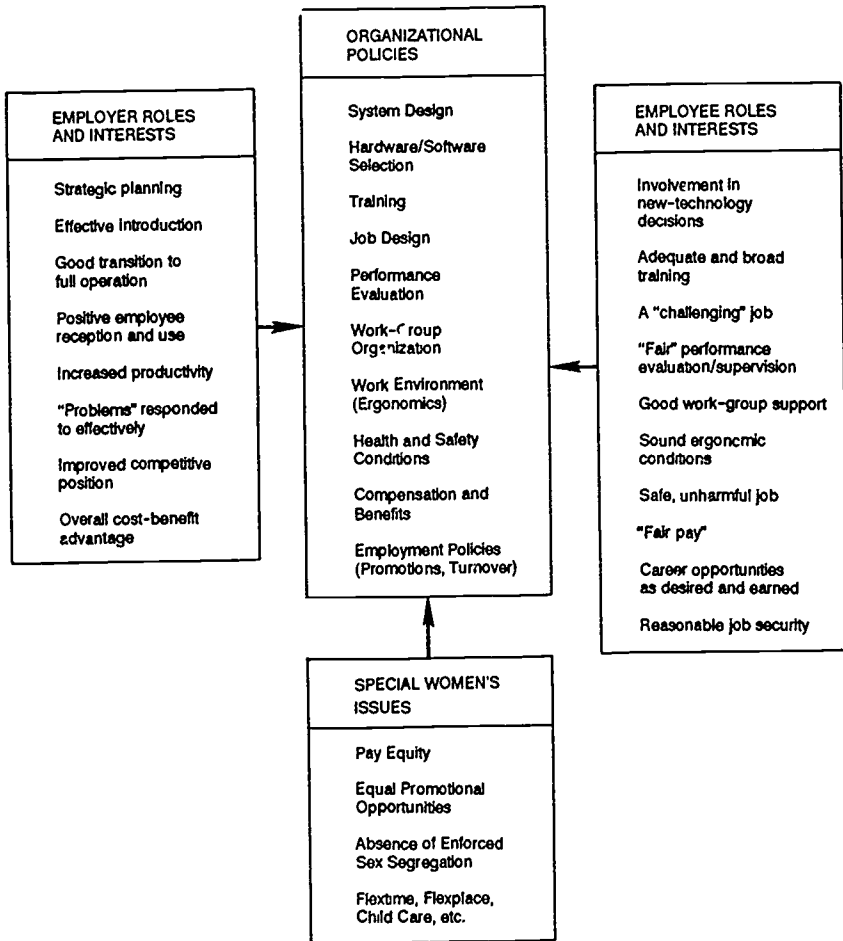 ORGANIZATIONAL
POLICIES
System Design
Hardware/Software
Selection
Training
Job Design
Performance
Evaluation
Work-Group
Organization
Work Environment
(Ergonomics)
Health and Safety
Conditions
Compensation and
Benefits
Employment Policies
(Promotions, Turnover)
EMPLOYER ROLES
AND INTERESTS
Strategic planning
Effective introduction
Good transition to
full operation
Positive employee
reception and use
Increased productivity
"Problems" responded
to effectively
Improved competitive
position
Overall cost-benefit
advantage
EMPLOYEE ROLES
AND INTERESTS
Involvement in
new-technology
decisions
Adequate and broad
training
A "challenging" job
"Fair" performance
evaluation/supervision
Good work-group support
Sound ergonomic
conditions
Safe, unharmful job
"Fair pay"
Career opportunities
as desired and earned
Reasonable job security
SPECIAL WOMEN'S
ISSUES
Pay Equity
Equal Promotional
Opportunities
Absence of Enforced
Sex Segregation
Flextime, Flexplace,
Child Care, etc.